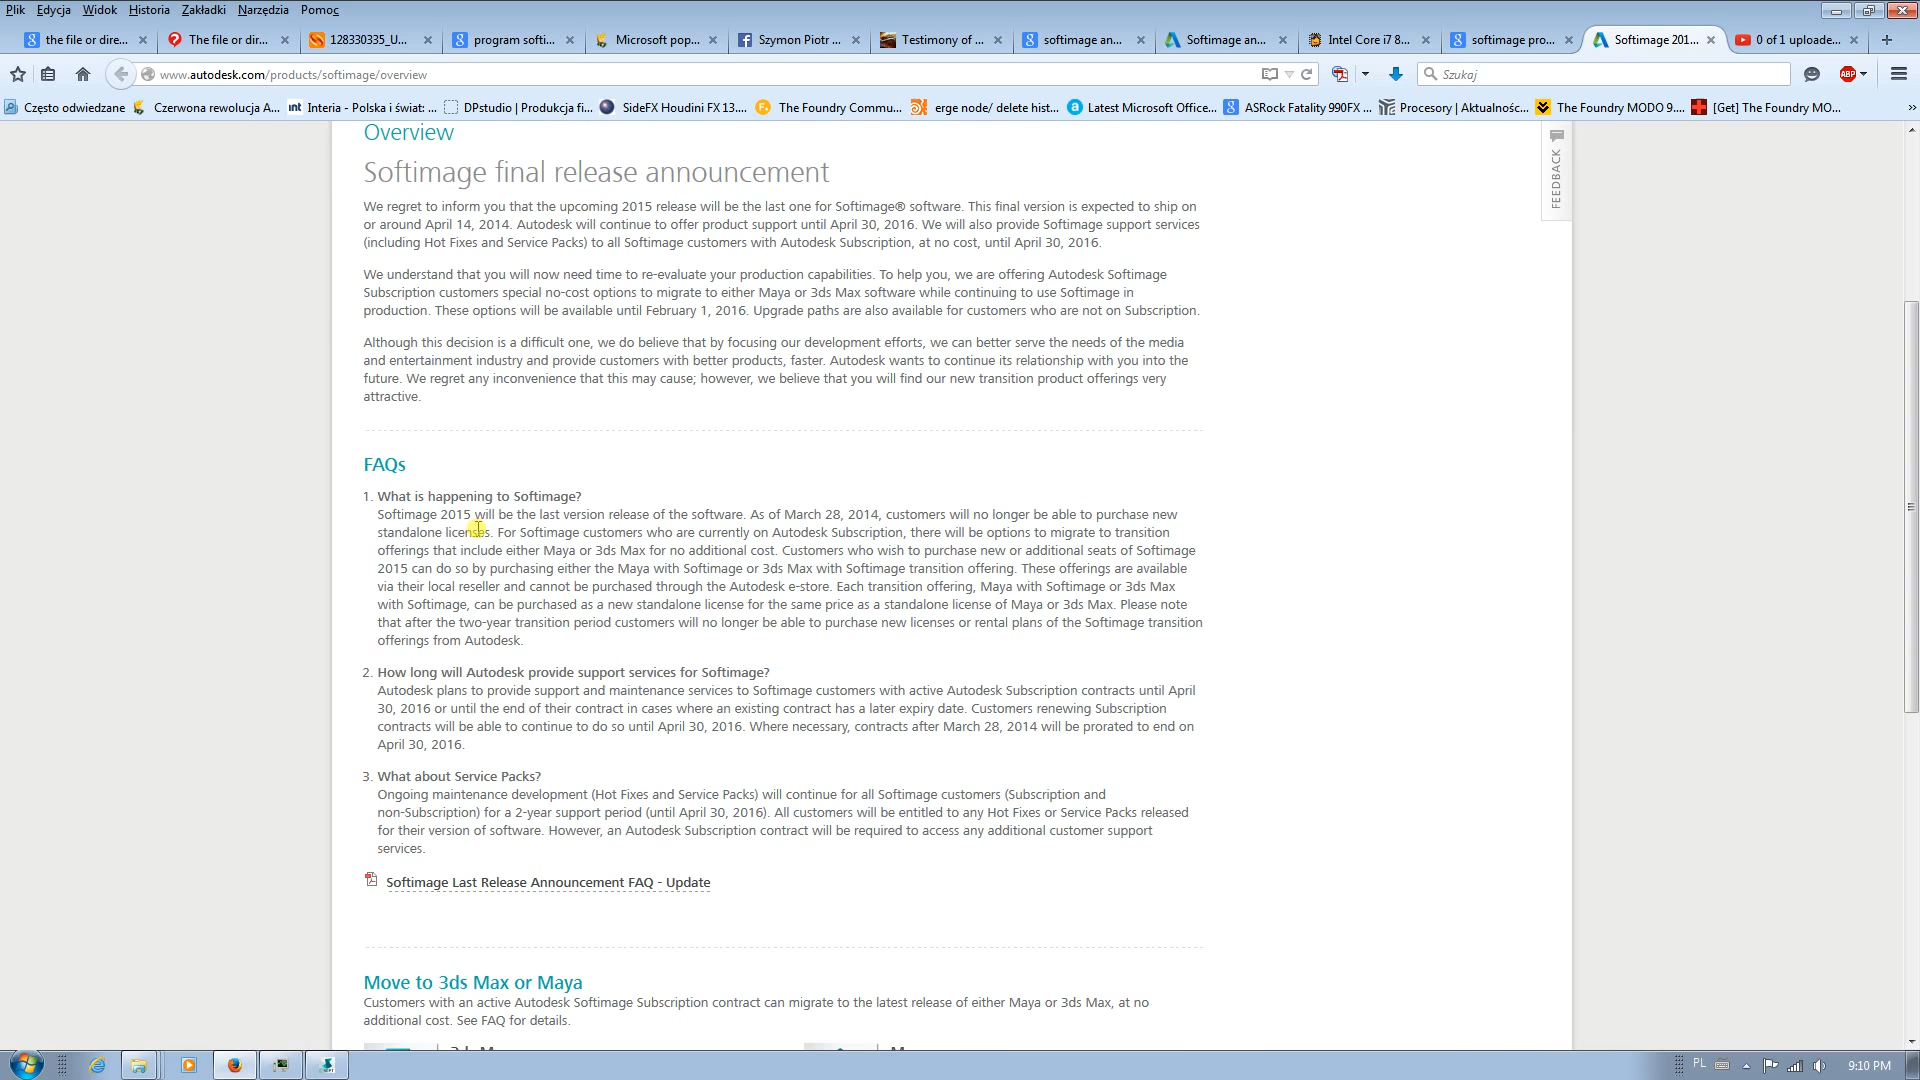 Plik Edycja Widok Historia Zakładki Narzędzia Pomoc
the file or dire... The file or dir... 128330335_U... program softi... Microsoft pop... Szymon Piotr ... Testimony of ... softimage an... Softimage an... Intel Core i7 8... softimage pro... Softimage 201... 0 of 1 uploade...
www.autodesk.com/products/softimage/overview Szukaj ABP
Często odwiedzane Czerwona rewolucja A... int Interia - Polska i świat: ... DPstudio | Produkcja fi... SideFX Houdini FX 13.... The Foundry Commu... erge node/ delete hist... Latest Microsoft Office... ASRock Fatality 990FX ... Procesory | Aktualnośc... The Foundry MODO 9.... [Get] The Foundry MO...
Overview
FEEDBACK
Softimage final release announcement
We regret to inform you that the upcoming 2015 release will be the last one for Softimage® software. This final version is expected to ship on
or around April 14, 2014. Autodesk will continue to offer product support until April 30, 2016. We will also provide Softimage support services
(including Hot Fixes and Service Packs) to all Softimage customers with Autodesk Subscription, at no cost, until April 30, 2016.
We understand that you will now need time to re-evaluate your production capabilities. To help you, we are offering Autodesk Softimage
Subscription customers special no-cost options to migrate to either Maya or 3ds Max software while continuing to use Softimage in
production. These options will be available until February 1, 2016. Upgrade paths are also available for customers who are not on Subscription.
Although this decision is a difficult one, we do believe that by focusing our development efforts, we can better serve the needs of the media
and entertainment industry and provide customers with better products, faster. Autodesk wants to continue its relationship with you into the
future. We regret any inconvenience that this may cause; however, we believe that you will find our new transition product offerings very
attractive.
FAQs
1. What is happening to Softimage?
Softimage 2015 will be the last version release of the software. As of March 28, 2014, customers will no longer be able to purchase new
standalone licenses. For Softimage customers who are currently on Autodesk Subscription, there will be options to migrate to transition
offerings that include either Maya or 3ds Max for no additional cost. Customers who wish to purchase new or additional seats of Softimage
2015 can do so by purchasing either the Maya with Softimage or 3ds Max with Softimage transition offering. These offerings are available
via their local reseller and cannot be purchased through the Autodesk e-store. Each transition offering, Maya with Softimage or 3ds Max
with Softimage, can be purchased as a new standalone license for the same price as a standalone license of Maya or 3ds Max. Please note
that after the two-year transition period customers will no longer be able to purchase new licenses or rental plans of the Softimage transition
offerings from Autodesk.
2. How long will Autodesk provide support services for Softimage?
Autodesk plans to provide support and maintenance services to Softimage customers with active Autodesk Subscription contracts until April
30, 2016 or until the end of their contract in cases where an existing contract has a later expiry date. Customers renewing Subscription
contracts will be able to continue to do so until April 30, 2016. Where necessary, contracts after March 28, 2014 will be prorated to end on
April 30, 2016.
3. What about Service Packs?
Ongoing maintenance development (Hot Fixes and Service Packs) will continue for all Softimage customers (Subscription and
non-Subscription) for a 2-year support period (until April 30, 2016). All customers will be entitled to any Hot Fixes or Service Packs released
for their version of software. However, an Autodesk Subscription contract will be required to access any additional customer support
services.
Softimage Last Release Announcement FAQ - Update
Move to 3ds Max or Maya
Customers with an active Autodesk Softimage Subscription contract can migrate to the latest release of either Maya or 3ds Max, at no
additional cost. See FAQ for details.
PL 9:10 PM